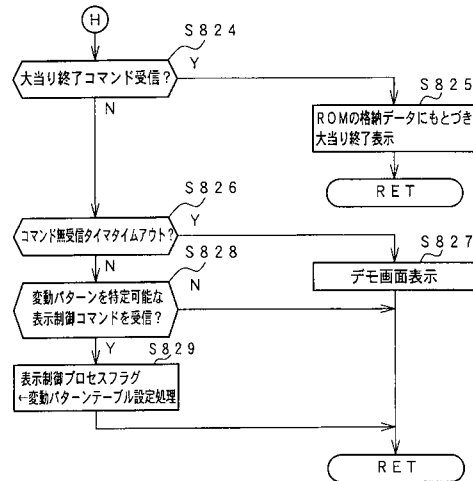 H
S824
大当り終了コマンド受信？
Y
N
S825
ROMの格納データにもとづき
大当り終了表示
RET
S826
コマンド無受信タイマタイムアウト？
Y
N
S827
デモ画面表示
S828
変動パターンを特定可能な
表示制御コマンドを受信？
N
Y
S829
表示制御プロセスフラグ
←変動パターンテーブル設定処理
RET